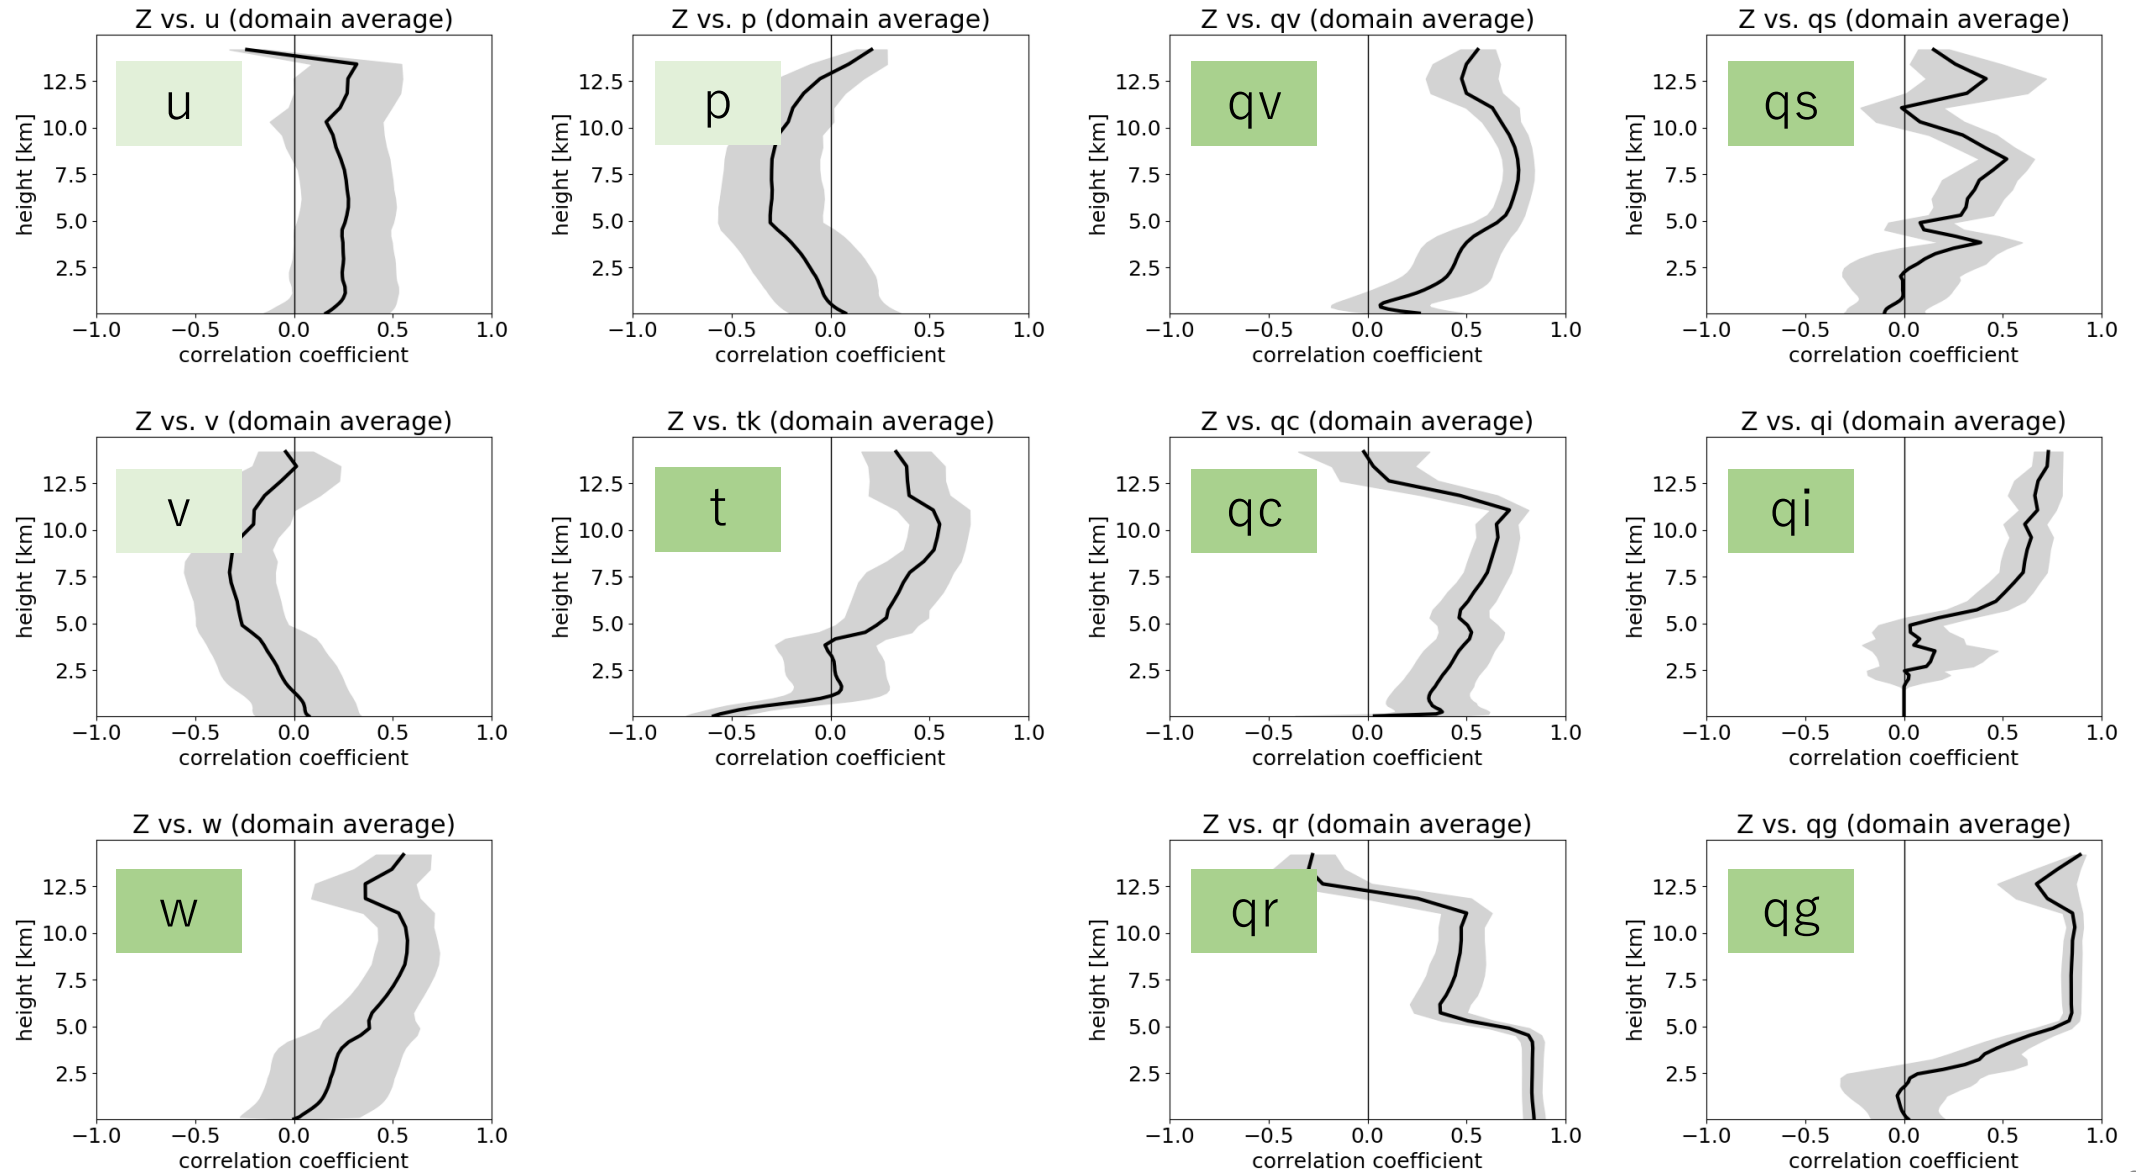 Z vs. u (domain average)
u
height [km]
12.5
10.0
7.5
5.0
2.5
−1.0 −0.5 0.0 0.5 1.0
correlation coefficient
Z vs. p (domain average)
p
height [km]
12.5
10.0
7.5
5.0
2.5
−1.0 −0.5 0.0 0.5 1.0
correlation coefficient
Z vs. qv (domain average)
qv
height [km]
12.5
10.0
7.5
5.0
2.5
−1.0 −0.5 0.0 0.5 1.0
correlation coefficient
Z vs. qs (domain average)
qs
height [km]
12.5
10.0
7.5
5.0
2.5
−1.0 −0.5 0.0 0.5 1.0
correlation coefficient
Z vs. v (domain average)
v
height [km]
12.5
10.0
7.5
5.0
2.5
−1.0 −0.5 0.0 0.5 1.0
correlation coefficient
Z vs. tk (domain average)
t
height [km]
12.5
10.0
7.5
5.0
2.5
−1.0 −0.5 0.0 0.5 1.0
correlation coefficient
Z vs. qc (domain average)
qc
height [km]
12.5
10.0
7.5
5.0
2.5
−1.0 −0.5 0.0 0.5 1.0
correlation coefficient
Z vs. qi (domain average)
qi
height [km]
12.5
10.0
7.5
5.0
2.5
−1.0 −0.5 0.0 0.5 1.0
correlation coefficient
Z vs. w (domain average)
w
height [km]
12.5
10.0
7.5
5.0
2.5
−1.0 −0.5 0.0 0.5 1.0
correlation coefficient
Z vs. qr (domain average)
qr
height [km]
12.5
10.0
7.5
5.0
2.5
−1.0 −0.5 0.0 0.5 1.0
correlation coefficient
Z vs. qg (domain average)
qg
height [km]
12.5
10.0
7.5
5.0
2.5
−1.0 −0.5 0.0 0.5 1.0
correlation coefficient